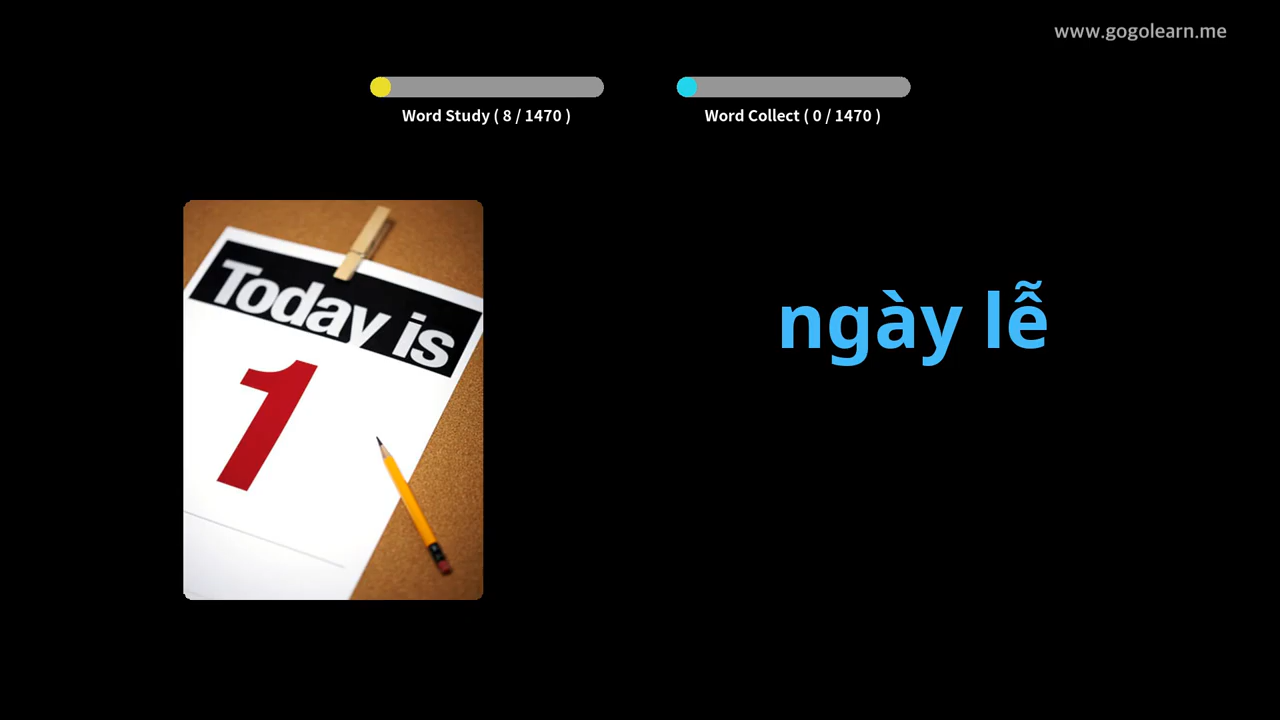 www.gogolearn.me
Word Study ( 8 / 1470 )
Word Collect ( 0 / 1470 )
Today is
1
ngày lễ